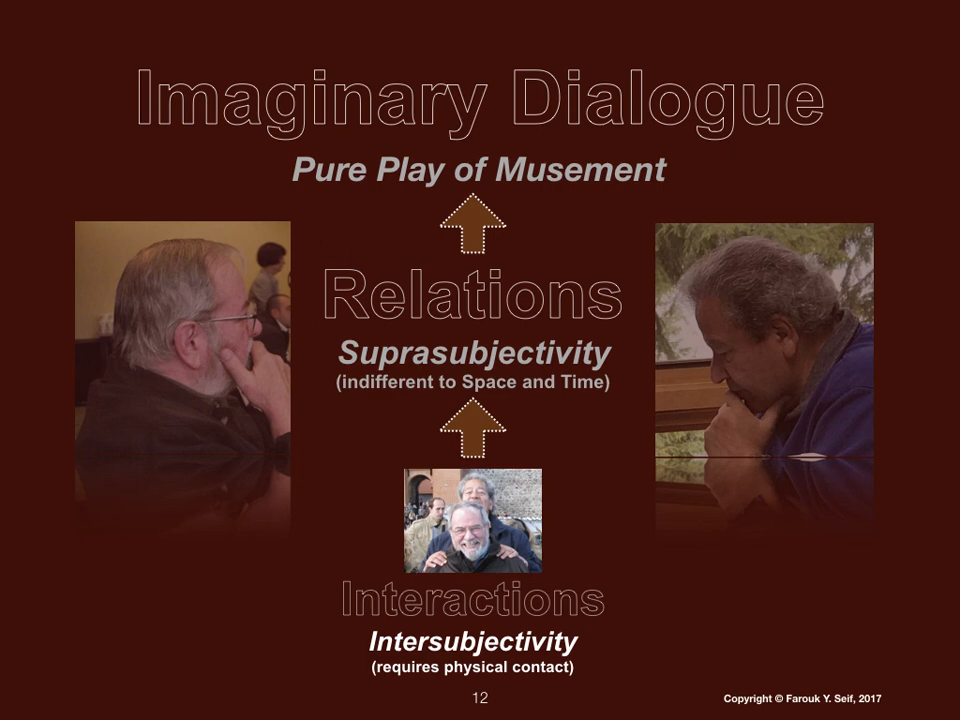 Imaginary Dialogue
Pure Play of Musement
Relations
Suprasubjectivity
(indifferent to Space and Time)
Interactions
Intersubjectivity
(requires physical contact)
12
Copyright © Farouk Y. Seif, 2017